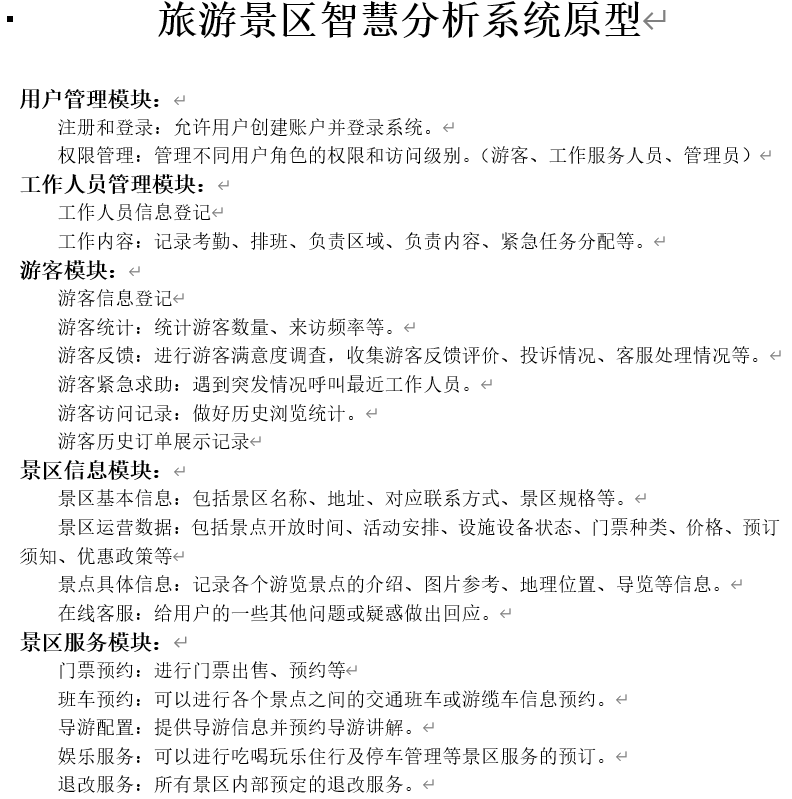 旅游景区智慧分析系统原型
用户管理模块：
注册和登录：允许用户创建账户并登录系统。
权限管理：管理不同用户角色的权限和访问级别。（游客、工作服务人员、管理员）
工作人员管理模块：
工作人员信息登记
工作内容：记录考勤、排班、负责区域、负责内容、紧急任务分配等。
游客模块：
游客信息登记
游客统计：统计游客数量、来访频率等。
游客反馈：进行游客满意度调查，收集游客反馈评价、投诉情况、客服处理情况等。
游客紧急求助：遇到突发情况呼叫最近工作人员。
游客访问记录：做好历史浏览统计。
游客历史订单展示记录
景区信息模块：
景区基本信息：包括景区名称、地址、对应联系方式、景区规格等。
景区运营数据：包括景点开放时间、活动安排、设施设备状态、门票种类、价格、预订
须知、优惠政策等
景点具体信息：记录各个游览景点的介绍、图片参考、地理位置、导览等信息。
在线客服：给用户的一些其他问题或疑惑做出回应。
景区服务模块：
门票预约：进行门票出售、预约等
班车预约：可以进行各个景点之间的交通班车或游缆车信息预约。
导游配置：提供导游信息并预约导游讲解。
娱乐服务：可以进行吃喝玩乐住行及停车管理等景区服务的预订。
退改服务：所有景区内部预定的退改服务。